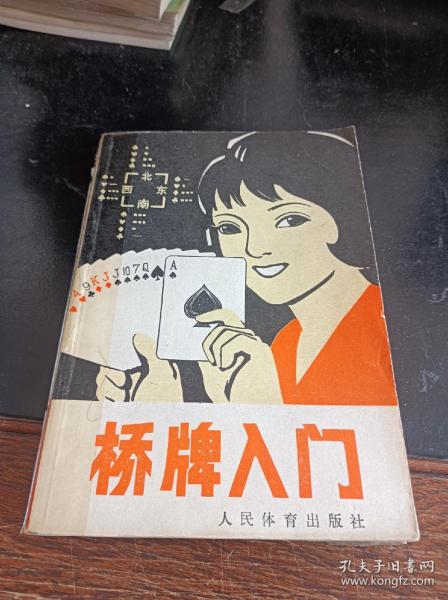 北
西 东
南
A 9 K J J 10 7 Q A
桥牌入门
人民体育出版社
孔夫子旧书网
www.kongfz.com